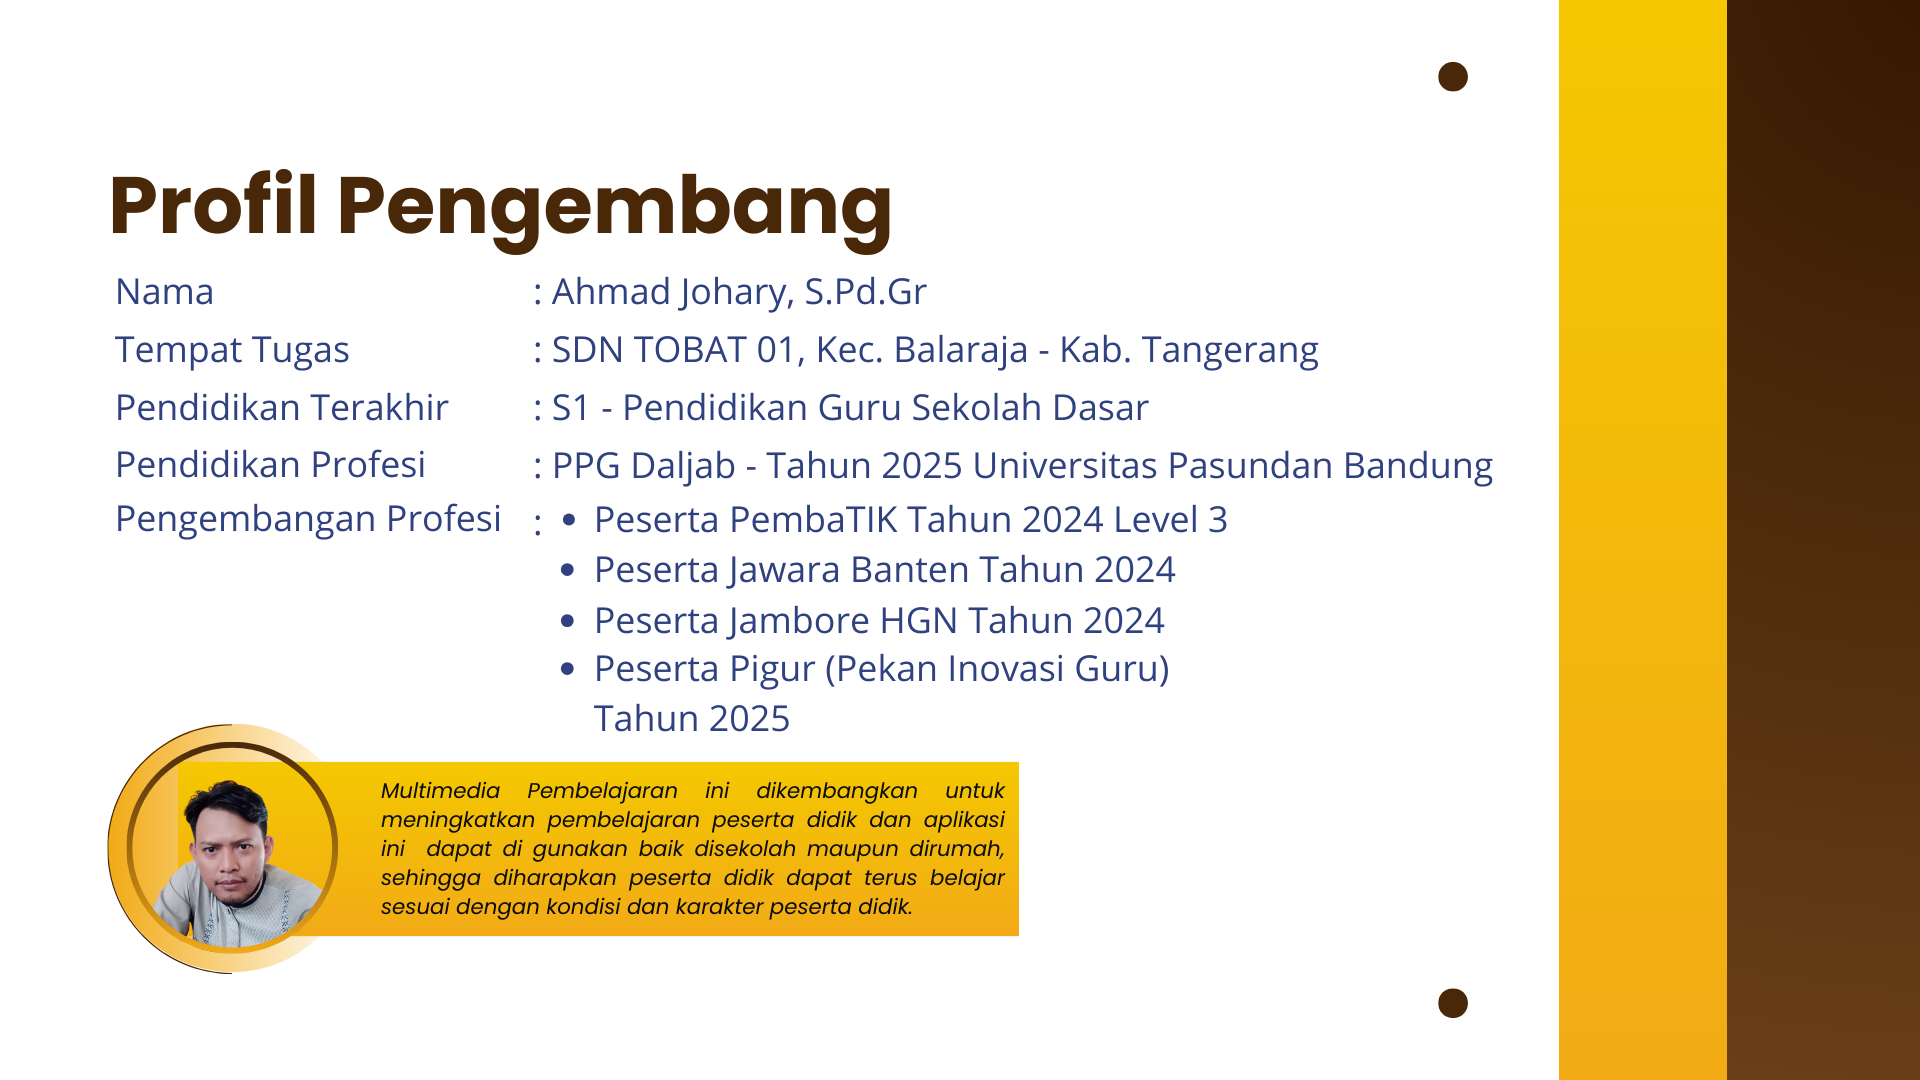 Profil Pengembang
Nama : Ahmad Johary, S.Pd.Gr
Tempat Tugas : SDN TOBAT 01, Kec. Balaraja - Kab. Tangerang
Pendidikan Terakhir : S1 - Pendidikan Guru Sekolah Dasar
Pendidikan Profesi : PPG Daljab - Tahun 2025 Universitas Pasundan Bandung
Pengembangan Profesi : • Peserta PembaTIK Tahun 2024 Level 3
• Peserta Jawara Banten Tahun 2024
• Peserta Jambore HGN Tahun 2024
• Peserta Pigur (Pekan Inovasi Guru)
Tahun 2025
Multimedia Pembelajaran ini dikembangkan untuk
meningkatkan pembelajaran peserta didik dan aplikasi
ini dapat di gunakan baik disekolah maupun dirumah,
sehingga diharapkan peserta didik dapat terus belajar
sesuai dengan kondisi dan karakter peserta didik.